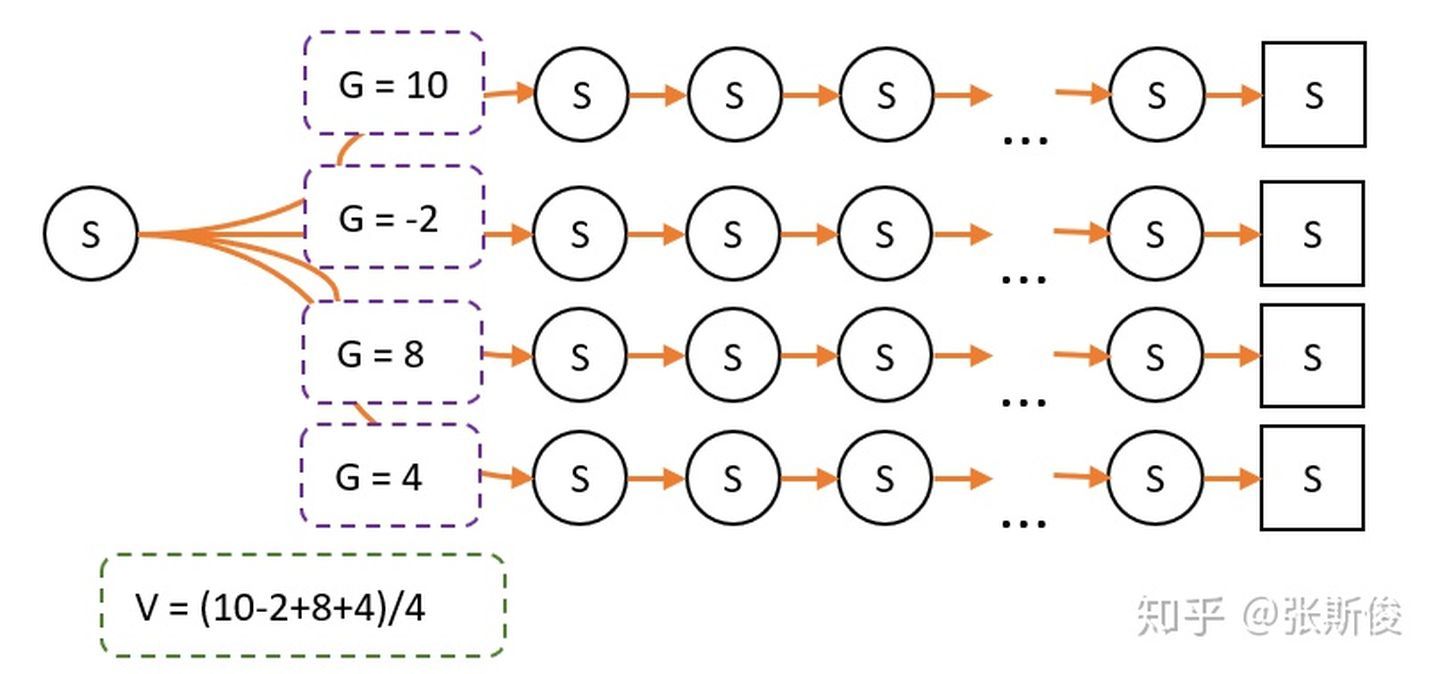 G = 10 S S S ... S S
S G = -2 S S S ... S S
G = 8 S S S ... S S
G = 4 S S S ... S S
V = (10-2+8+4)/4
知乎 @张斯俊